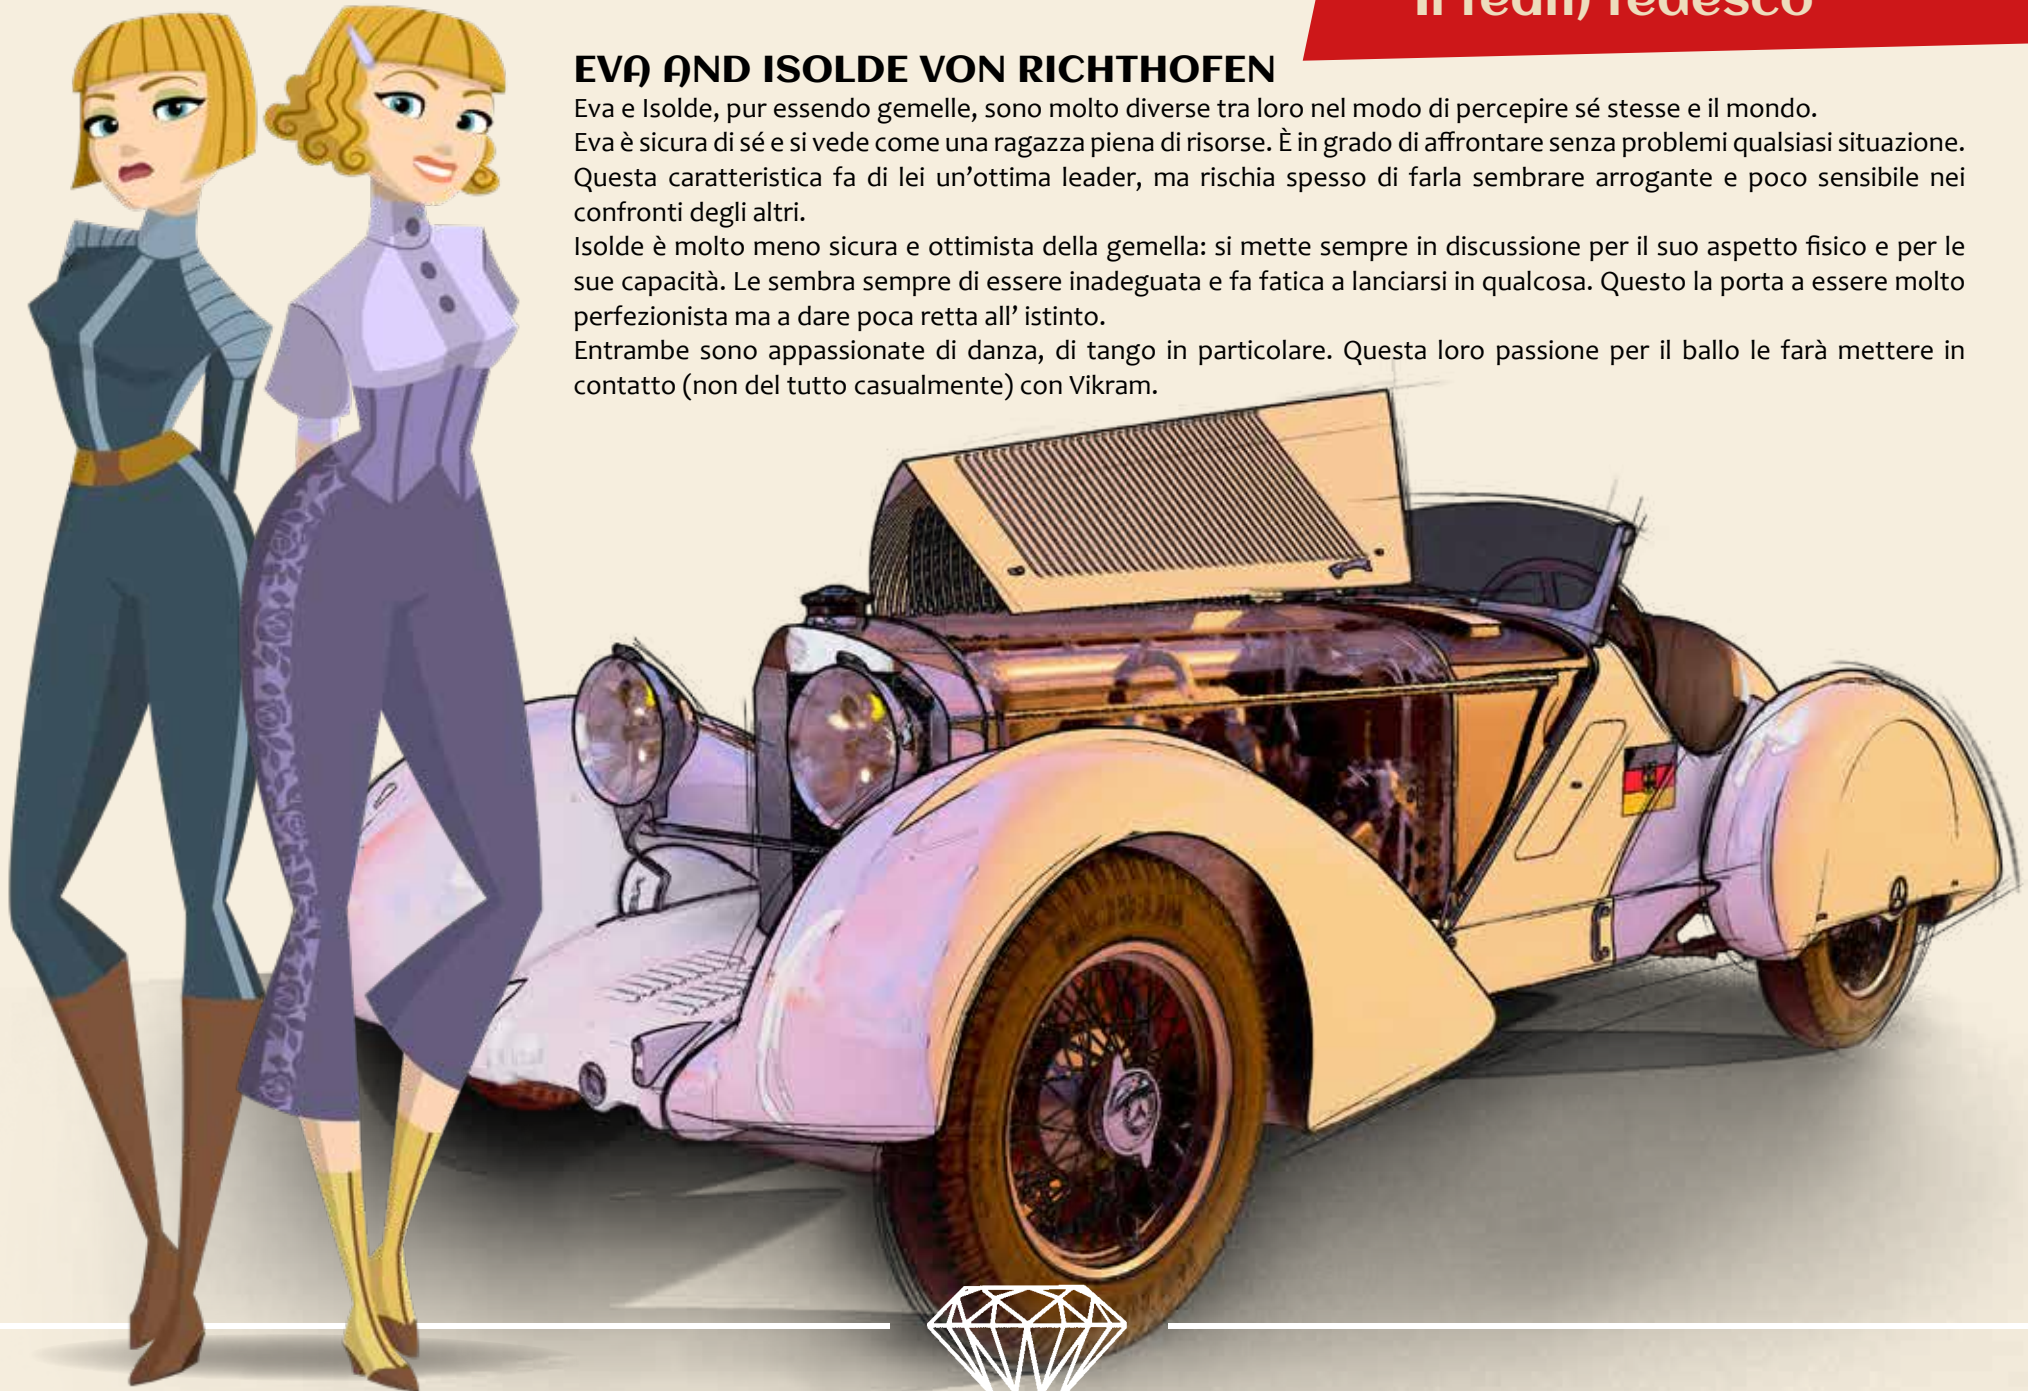 Il Team Tedesco
EVA AND ISOLDE VON RICHTHOFEN
Eva e Isolde, pur essendo gemelle, sono molto diverse tra loro nel modo di percepire sé stesse e il mondo.
Eva è sicura di sé e si vede come una ragazza piena di risorse. È in grado di affrontare senza problemi qualsiasi situazione.
Questa caratteristica fa di lei un’ottima leader, ma rischia spesso di farla sembrare arrogante e poco sensibile nei
confronti degli altri.
Isolde è molto meno sicura e ottimista della gemella: si mette sempre in discussione per il suo aspetto fisico e per le
sue capacità. Le sembra sempre di essere inadeguata e fa fatica a lanciarsi in qualcosa. Questo la porta a essere molto
perfezionista ma a dare poca retta all’ istinto.
Entrambe sono appassionate di danza, di tango in particolare. Questa loro passione per il ballo le farà mettere in
contatto (non del tutto casualmente) con Vikram.